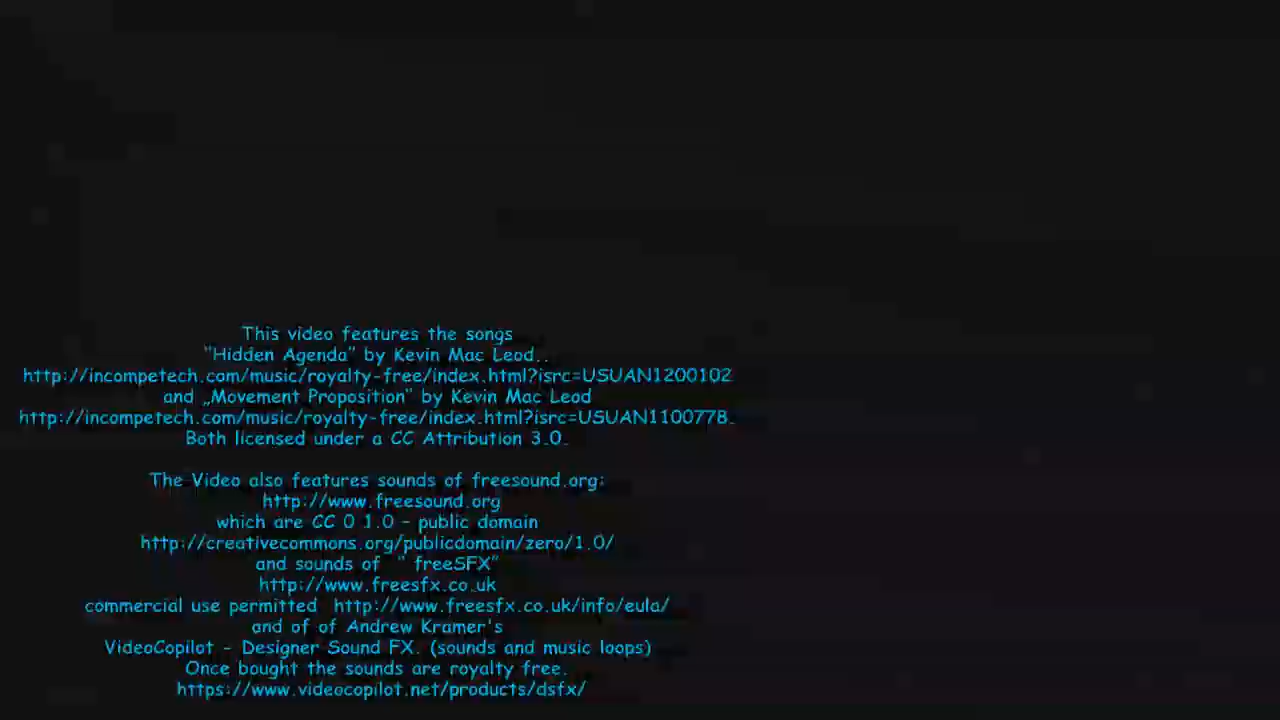 This video features the songs
"Hidden Agenda" by Kevin Mac Leod..
http://incompetech.com/music/royalty-free/index.html?isrc=USUAN1200102
and „Movement Proposition" by Kevin Mac Leod
http://incompetech.com/music/royalty-free/index.html?isrc=USUAN1100778.
Both licensed under a CC Attribution 3.0.
The Video also features sounds of freesound.org:
http://www.freesound.org
which are CC 0 1.0 - public domain
http://creativecommons.org/publicdomain/zero/1.0/
and sounds of " freeSFX"
http://www.freesfx.co.uk
commercial use permitted http://www.freesfx.co.uk/info/eula/
and of of Andrew Kramer's
VideoCopilot - Designer Sound FX. (sounds and music loops)
Once bought the sounds are royalty free.
https://www.videocopilot.net/products/dsfx/